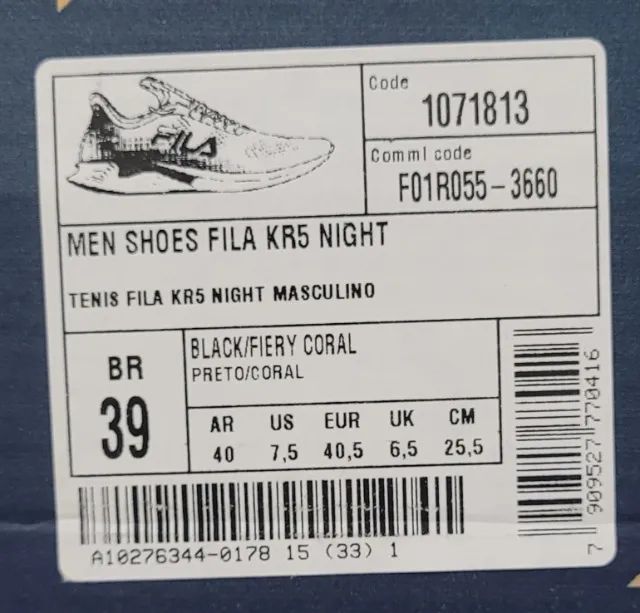 FILA
Code
1071813
Comml code
F01R055-3660
MEN SHOES FILA KR5 NIGHT
TENIS FILA KR5 NIGHT MASCULINO
BR
39
BLACK/FIERY CORAL
PRETO/CORAL
AR US EUR UK CM
40 7,5 40,5 6,5 25,5
A10276344-0178 15 (33) 1
7 909527 770416